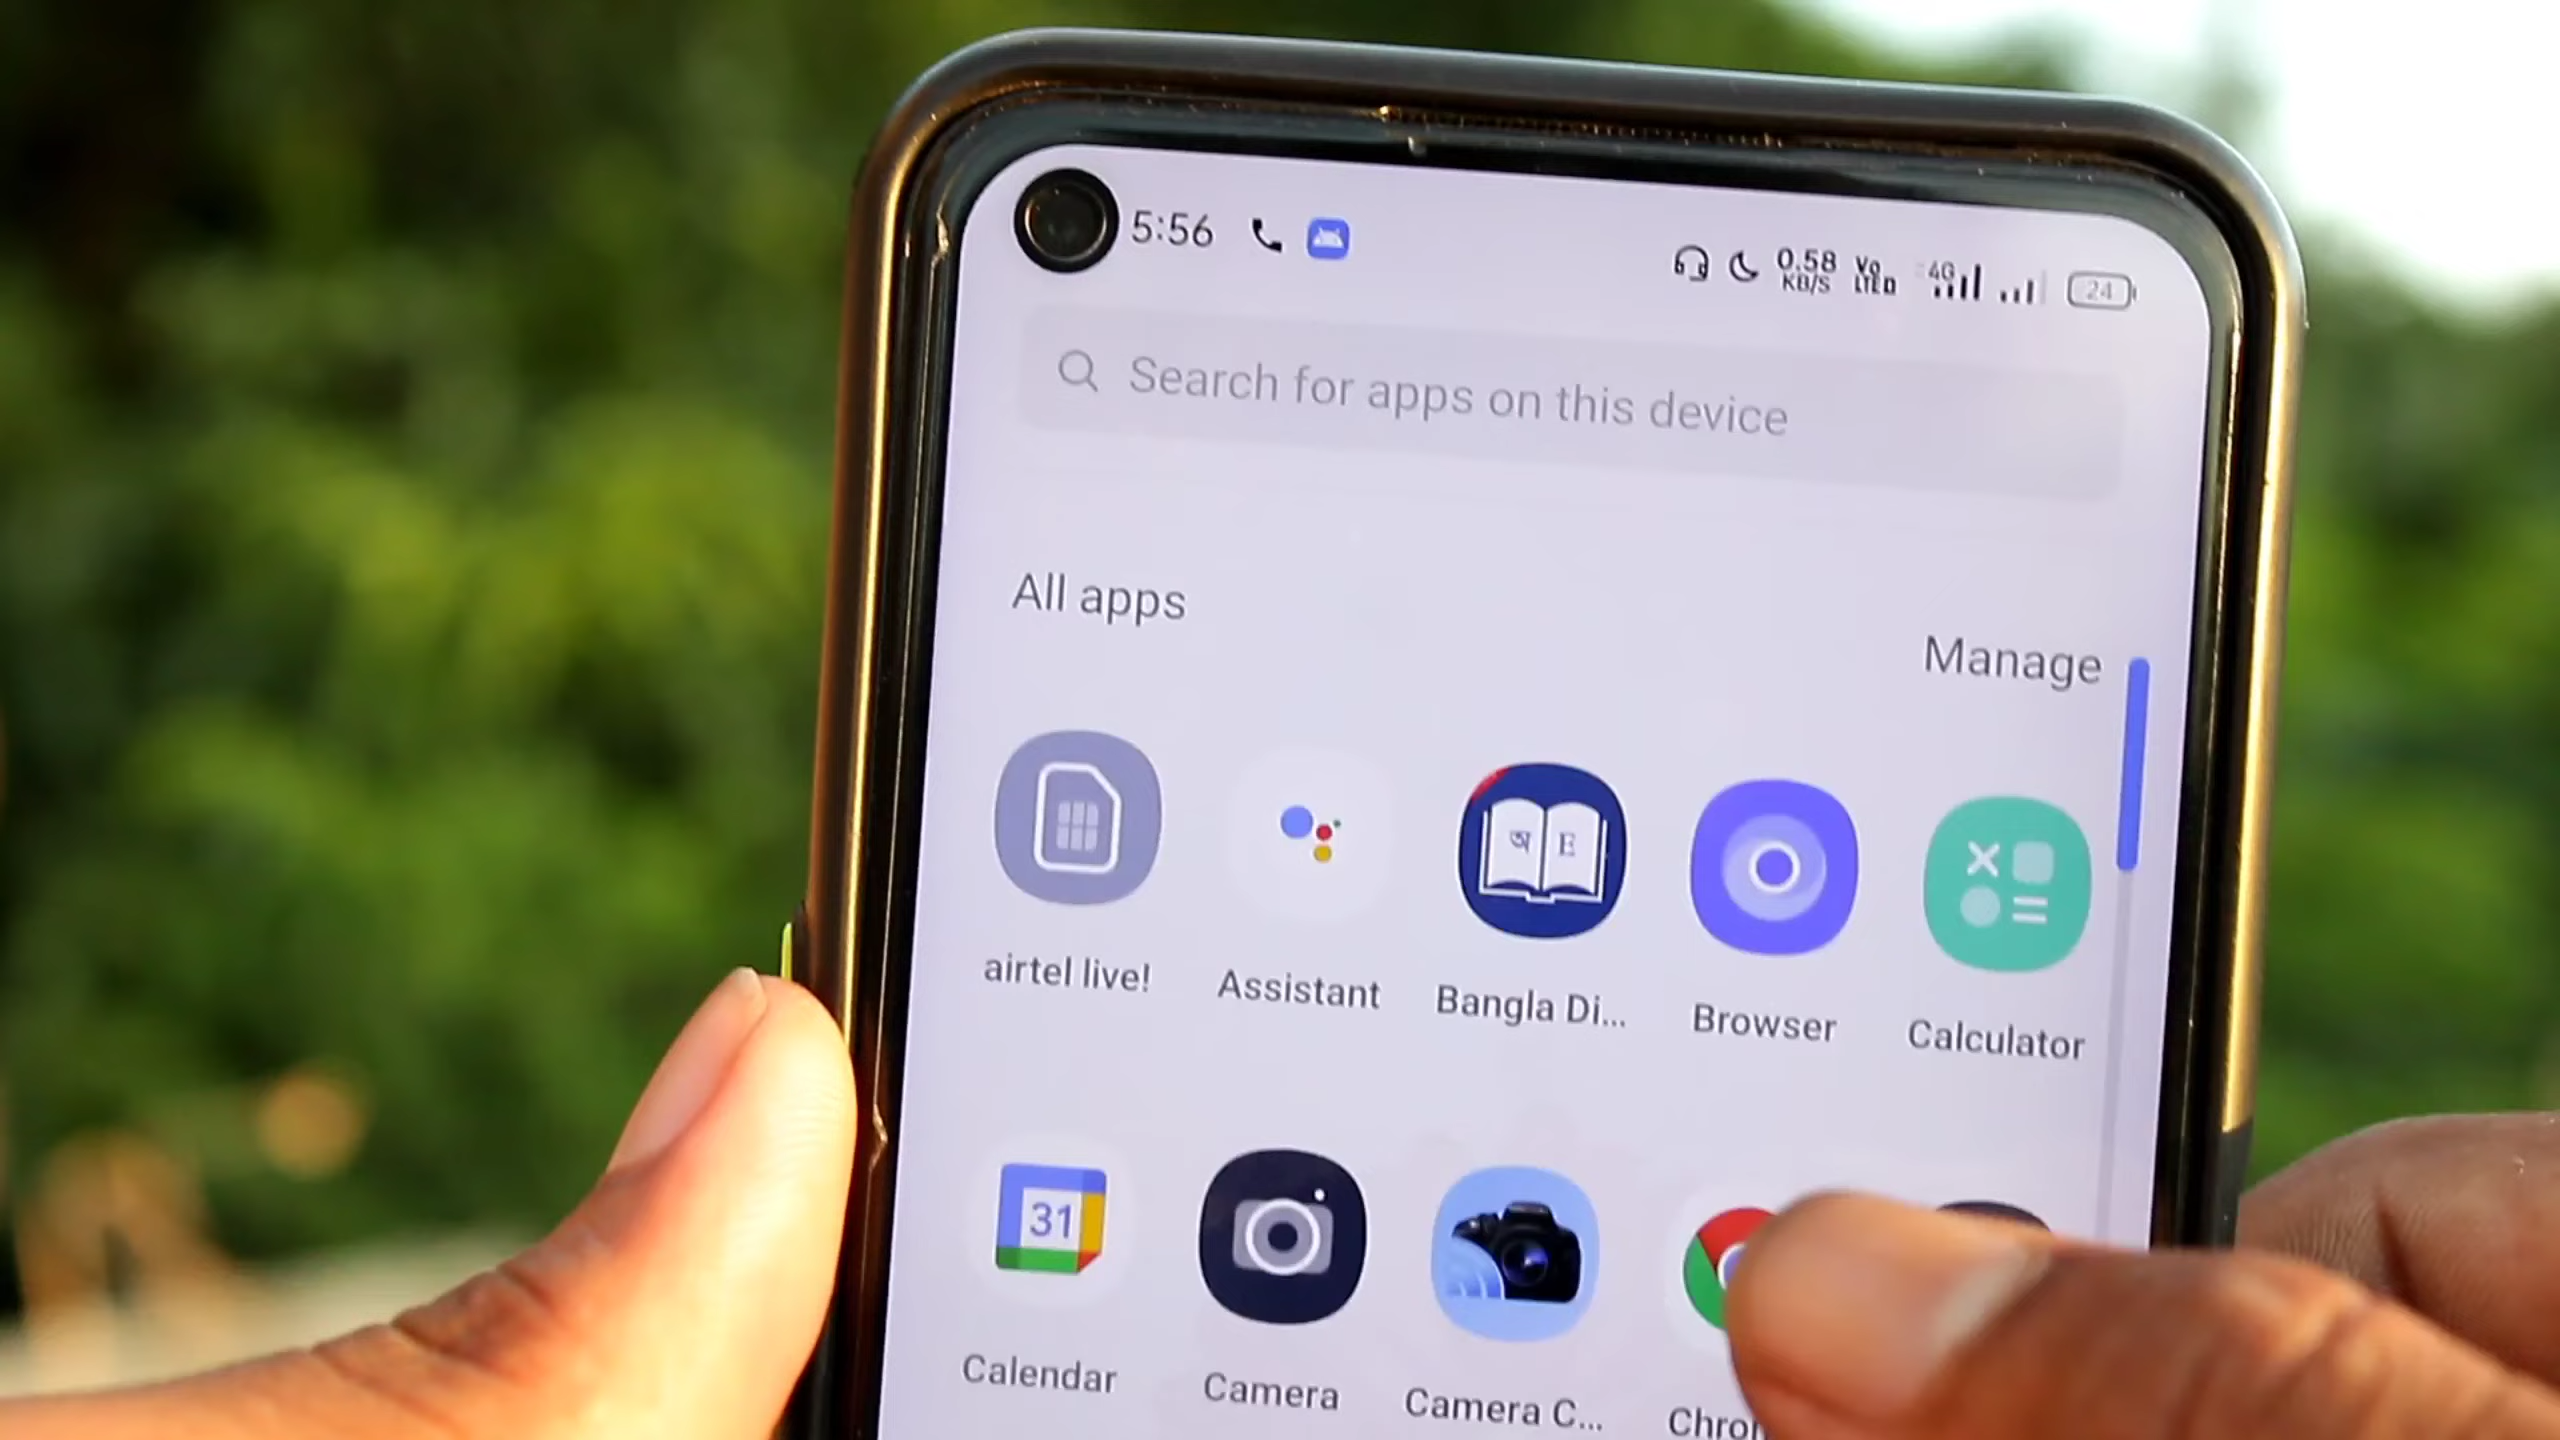 5:56
0.58 KB/S
Vo LTE
4G
24
Search for apps on this device
All apps
Manage
অ E
airtel live!
Assistant
Bangla Di...
Browser
Calculator
31
Calendar
Camera
Camera C...
Chro